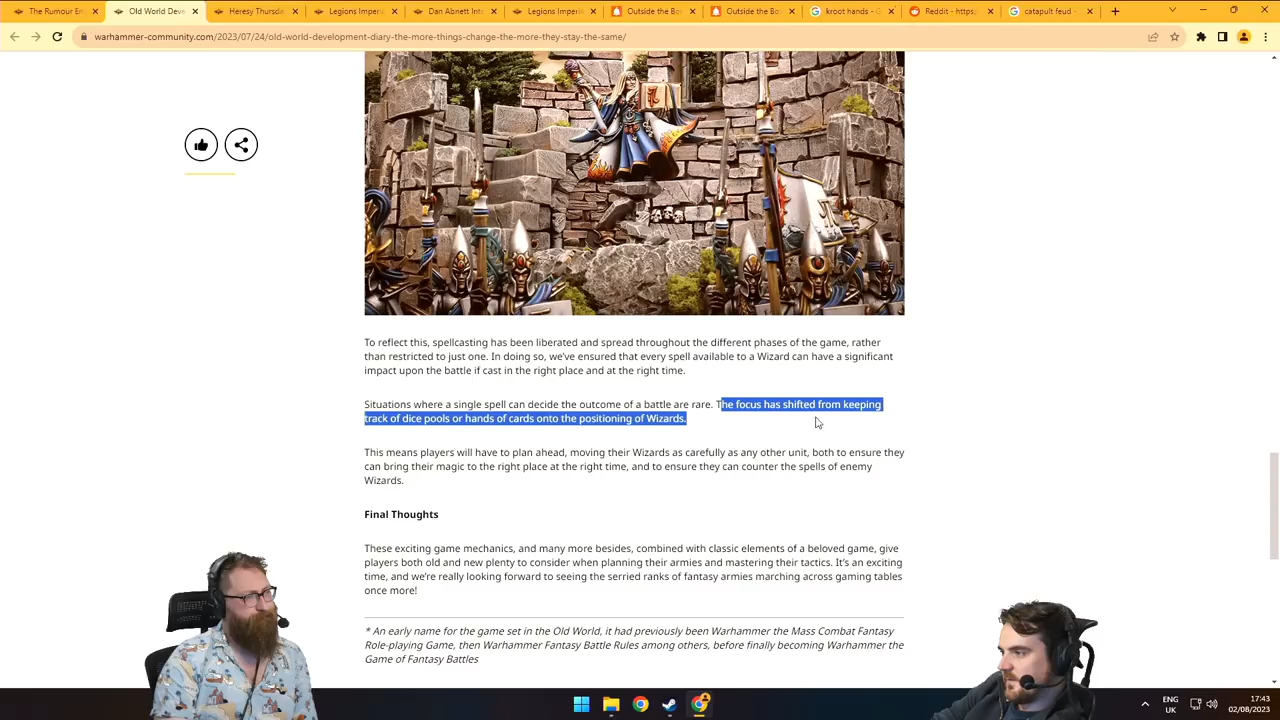 The Rumour En
Old World Deve
Heresy Thursda
Legions Imperia
Dan Abnett Inte
Legions Imperia
Outside the Bo
Outside the Bo
kroot hands - G
Reddit - https:
catapult feud -
warhammer-community.com/2023/07/24/old-world-development-diary-the-more-things-change-the-more-they-stay-the-same/
To reflect this, spellcasting has been liberated and spread throughout the different phases of the game, rather
than restricted to just one. In doing so, we've ensured that every spell available to a Wizard can have a significant
impact upon the battle if cast in the right place and at the right time.
Situations where a single spell can decide the outcome of a battle are rare. The focus has shifted from keeping
track of dice pools or hands of cards onto the positioning of Wizards.
This means players will have to plan ahead, moving their Wizards as carefully as any other unit, both to ensure they
can bring their magic to the right place at the right time, and to ensure they can counter the spells of enemy
Wizards.
Final Thoughts
These exciting game mechanics, and many more besides, combined with classic elements of a beloved game, give
players both old and new plenty to consider when planning their armies and mastering their tactics. It's an exciting
time, and we're really looking forward to seeing the serried ranks of fantasy armies marching across gaming tables
once more!
* An early name for the game set in the Old World, it had previously been Warhammer the Mass Combat Fantasy
Role-playing Game, then Warhammer Fantasy Battle Rules among others, before finally becoming Warhammer the
Game of Fantasy Battles
ENG
UK
17:43
02/08/2023